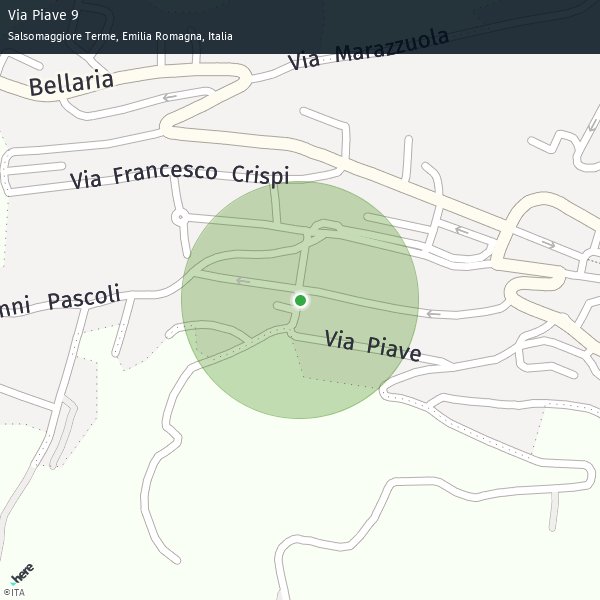 Via Piave 9
Salsomaggiore Terme, Emilia Romagna, Italia
Via Marazzuola
Bellaria
Via Francesco Crispi
nni Pascoli
Via Piave
here
©ITA